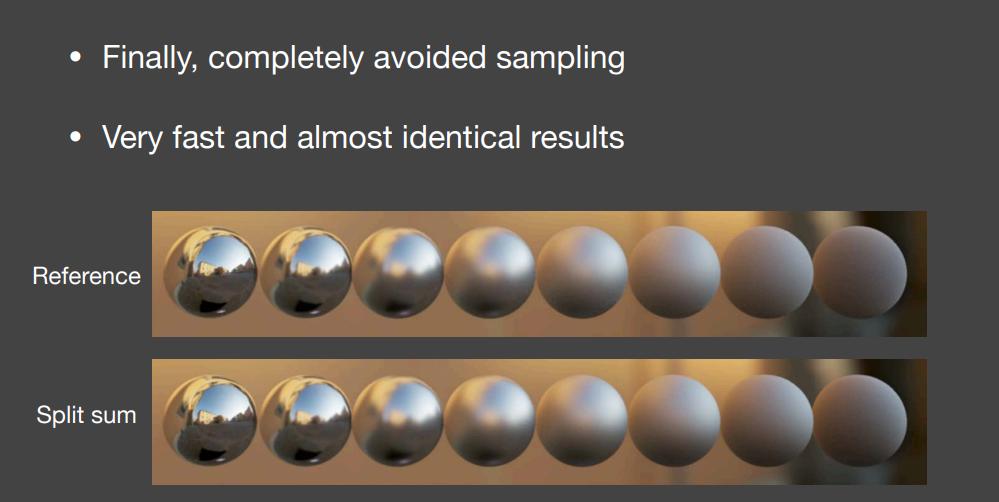 • Finally, completely avoided sampling
• Very fast and almost identical results
Reference
Split sum